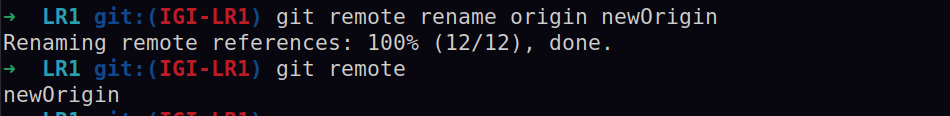 → LR1 git:(IGI-LR1) git remote rename origin newOrigin
Renaming remote references: 100% (12/12), done.
→ LR1 git:(IGI-LR1) git remote
newOrigin